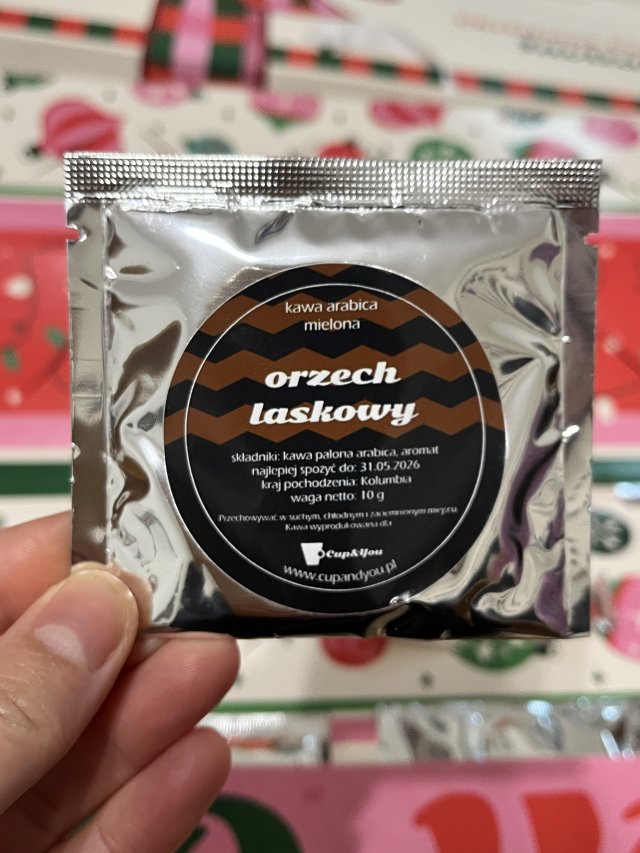 kawa arabica
mielona
orzech
laskowy
składniki: kawa palona arabica, aromat
najlepiej spożyć do: 31.05.2026
kraj pochodzenia: Kolumbia
waga netto: 10 g
Przechowywać w suchym, chłodnym i zaciemnionym miejscu.
Kawa wyprodukowana dla
Cup&You
www.cupandyou.pl